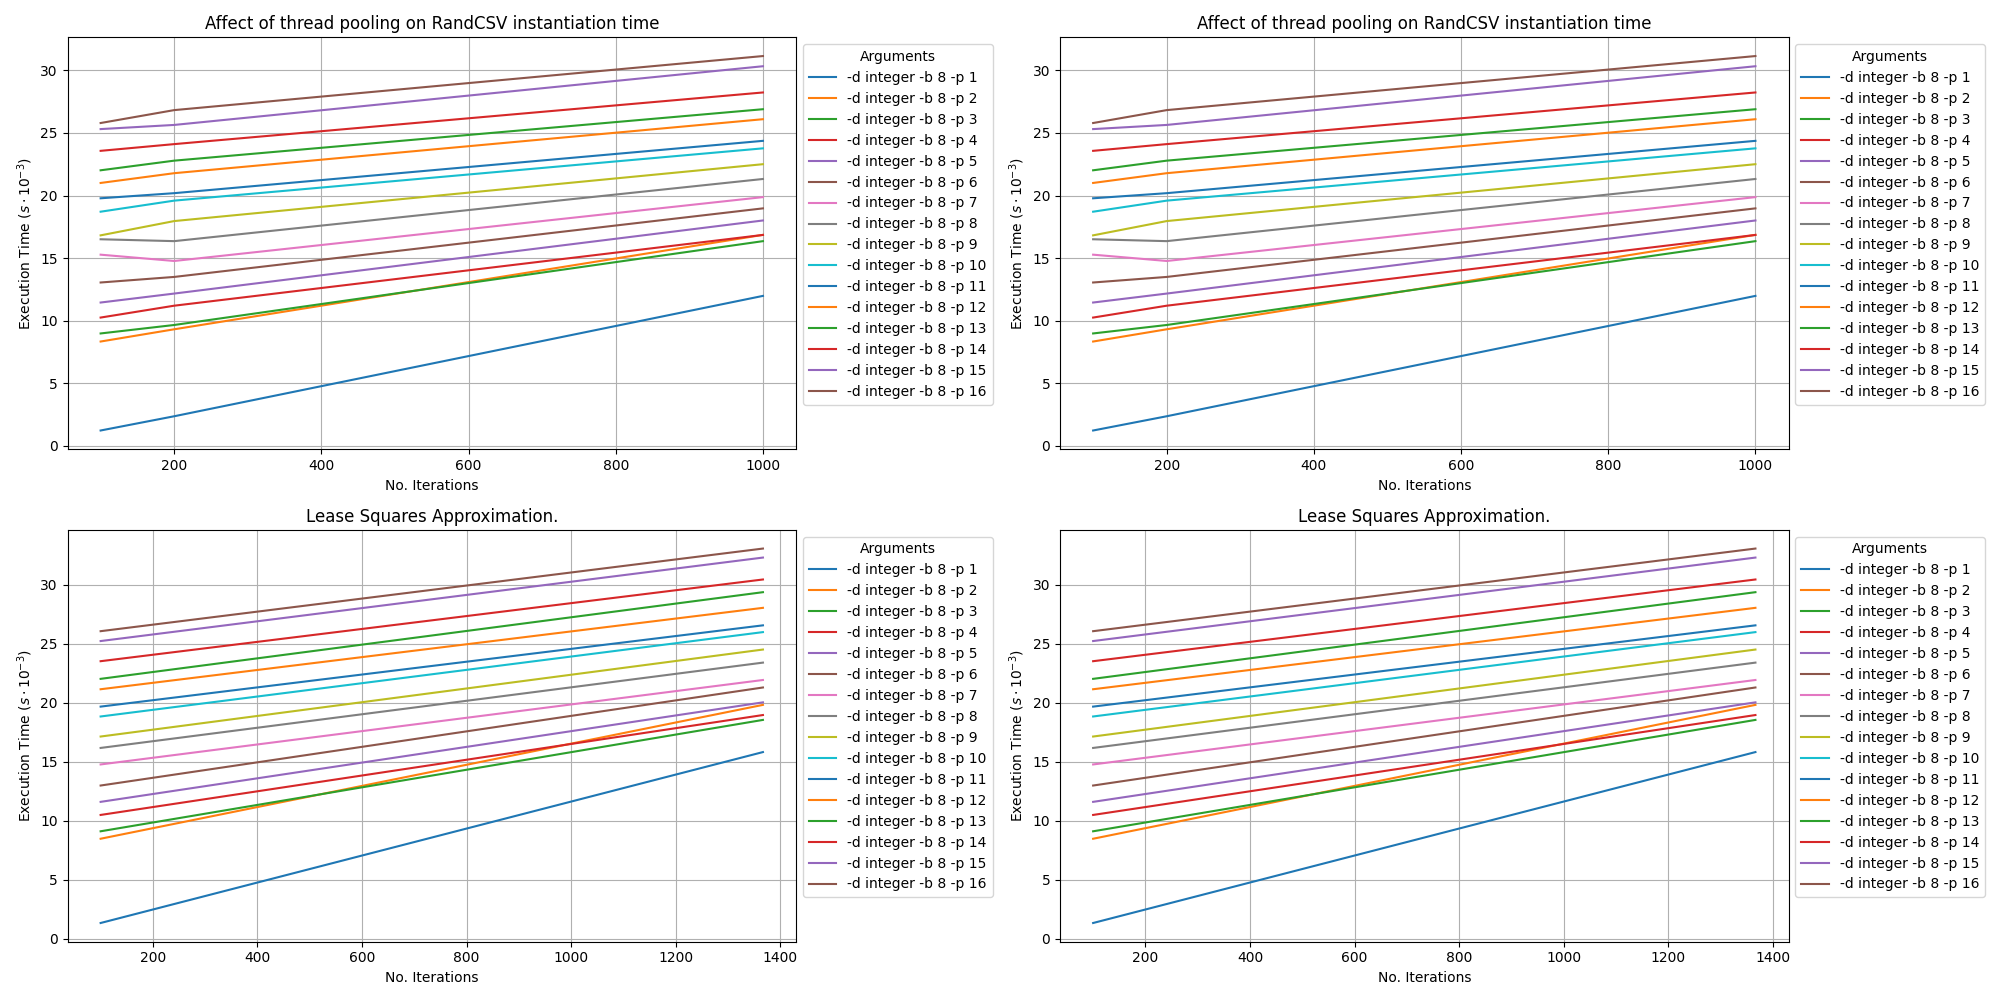 Affect of thread pooling on RandCSV instantiation time
Execution Time (s · 10⁻³)
30
25
20
15
10
5
0
200 400 600 800 1000
No. Iterations
Arguments
-d integer -b 8 -p 1
-d integer -b 8 -p 2
-d integer -b 8 -p 3
-d integer -b 8 -p 4
-d integer -b 8 -p 5
-d integer -b 8 -p 6
-d integer -b 8 -p 7
-d integer -b 8 -p 8
-d integer -b 8 -p 9
-d integer -b 8 -p 10
-d integer -b 8 -p 11
-d integer -b 8 -p 12
-d integer -b 8 -p 13
-d integer -b 8 -p 14
-d integer -b 8 -p 15
-d integer -b 8 -p 16
Affect of thread pooling on RandCSV instantiation time
Execution Time (s · 10⁻³)
30
25
20
15
10
5
0
200 400 600 800 1000
No. Iterations
Arguments
-d integer -b 8 -p 1
-d integer -b 8 -p 2
-d integer -b 8 -p 3
-d integer -b 8 -p 4
-d integer -b 8 -p 5
-d integer -b 8 -p 6
-d integer -b 8 -p 7
-d integer -b 8 -p 8
-d integer -b 8 -p 9
-d integer -b 8 -p 10
-d integer -b 8 -p 11
-d integer -b 8 -p 12
-d integer -b 8 -p 13
-d integer -b 8 -p 14
-d integer -b 8 -p 15
-d integer -b 8 -p 16
Lease Squares Approximation.
Execution Time (s · 10⁻³)
30
25
20
15
10
5
0
200 400 600 800 1000 1200 1400
No. Iterations
Arguments
-d integer -b 8 -p 1
-d integer -b 8 -p 2
-d integer -b 8 -p 3
-d integer -b 8 -p 4
-d integer -b 8 -p 5
-d integer -b 8 -p 6
-d integer -b 8 -p 7
-d integer -b 8 -p 8
-d integer -b 8 -p 9
-d integer -b 8 -p 10
-d integer -b 8 -p 11
-d integer -b 8 -p 12
-d integer -b 8 -p 13
-d integer -b 8 -p 14
-d integer -b 8 -p 15
-d integer -b 8 -p 16
Lease Squares Approximation.
Execution Time (s · 10⁻³)
30
25
20
15
10
5
0
200 400 600 800 1000 1200 1400
No. Iterations
Arguments
-d integer -b 8 -p 1
-d integer -b 8 -p 2
-d integer -b 8 -p 3
-d integer -b 8 -p 4
-d integer -b 8 -p 5
-d integer -b 8 -p 6
-d integer -b 8 -p 7
-d integer -b 8 -p 8
-d integer -b 8 -p 9
-d integer -b 8 -p 10
-d integer -b 8 -p 11
-d integer -b 8 -p 12
-d integer -b 8 -p 13
-d integer -b 8 -p 14
-d integer -b 8 -p 15
-d integer -b 8 -p 16